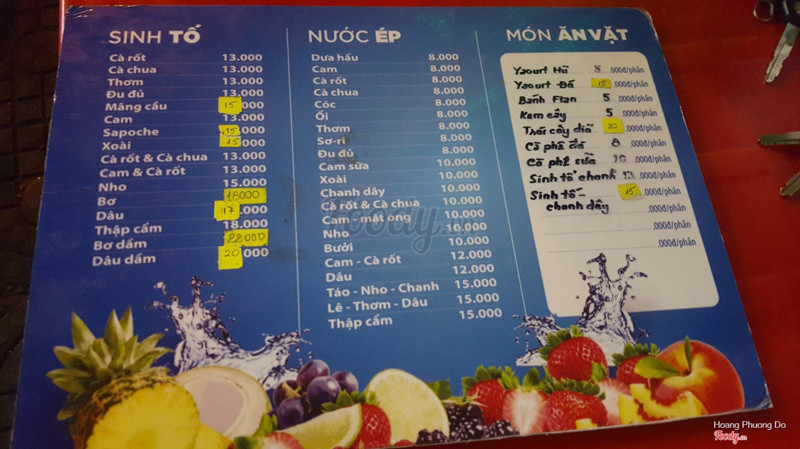 SINH TỐ
Cà rốt 13.000
Cà chua 13.000
Thơm 13.000
Đu đủ 13.000
Mãng cầu 15.000
Cam 13.000
Sapoche 15.000
Xoài 15.000
Cà rốt & Cà chua 13.000
Cam & Cà rốt 13.000
Nho 15.000
Bơ 18000
Dâu 17.000
Thập cẩm 18.000
Bơ dầm 22.000
Dâu dầm 20.000
NƯỚC ÉP
Dưa hấu 8.000
Cam 8.000
Cà rốt 8.000
Cà chua 8.000
Cóc 8.000
Ổi 8.000
Thơm 8.000
Sơ-ri 8.000
Đu đủ 8.000
Cam sữa 10.000
Xoài 10.000
Chanh dây 10.000
Cà rốt & Cà chua 10.000
Cam - mật ong 10.000
Nho 10.000
Bưởi 10.000
Cam - Cà rốt 12.000
Dâu 12.000
Táo - Nho - Chanh 15.000
Lê - Thơm - Dâu 15.000
Thập cẩm 15.000
MÓN ĂN VẶT
Yaourt Hũ .000đ/phần
Yaourt Đá 15 .000đ/phần
Bánh Flan 5 .000đ/phần
Kem cây 5 .000đ/phần
Trái cây dĩa 20 .000đ/phần
Cà phê đá 8 .000đ/phần
Cà phê sữa 10 .000đ/phần
Sinh tố chanh .000đ/phần
Sinh tố - 15 .000đ/phần
chanh dây .000đ/phần
.000đ/phần
.000đ/phần
Foody.vn
Hoang Phuong Do
Foody.vn